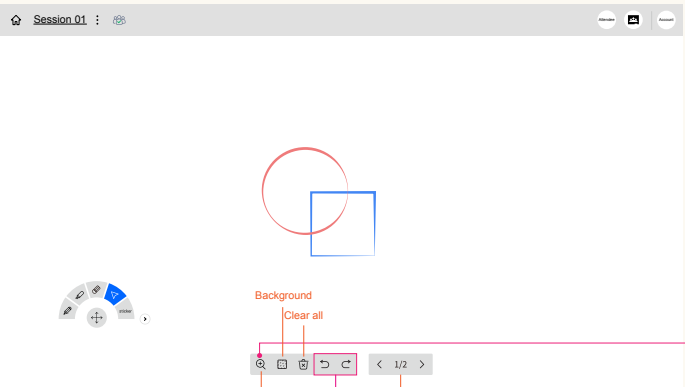 Session 01
Attendee
Account
sticker
Background
Clear all
1/2